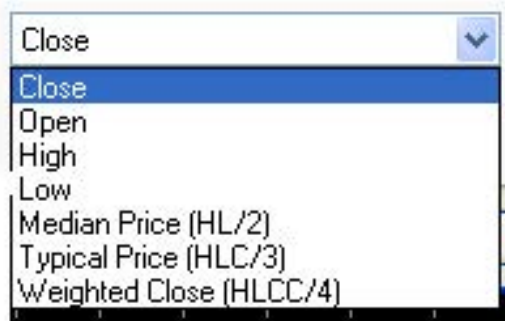 Close
Close
Open
High
Low
Median Price (HL/2)
Typical Price (HLC/3)
Weighted Close (HLCC/4)